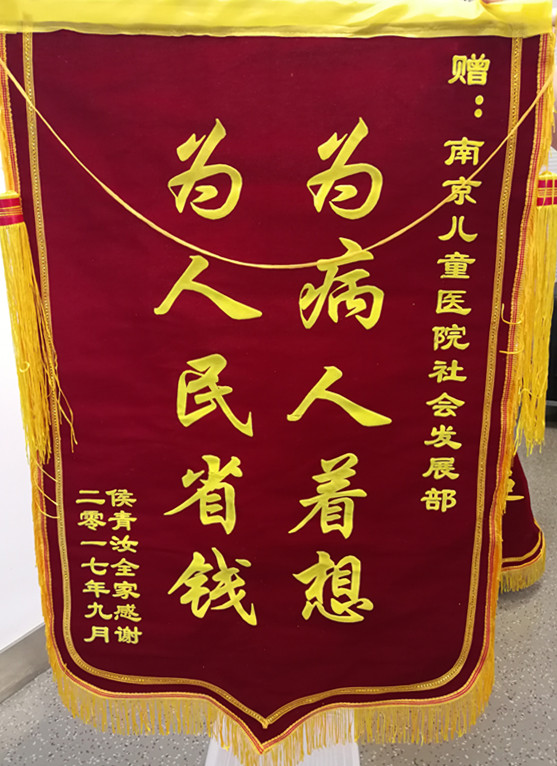 赠：南京儿童医院社会发展部
为病人着想
为人民省钱
侯青汝全家感谢
二零一七年九月